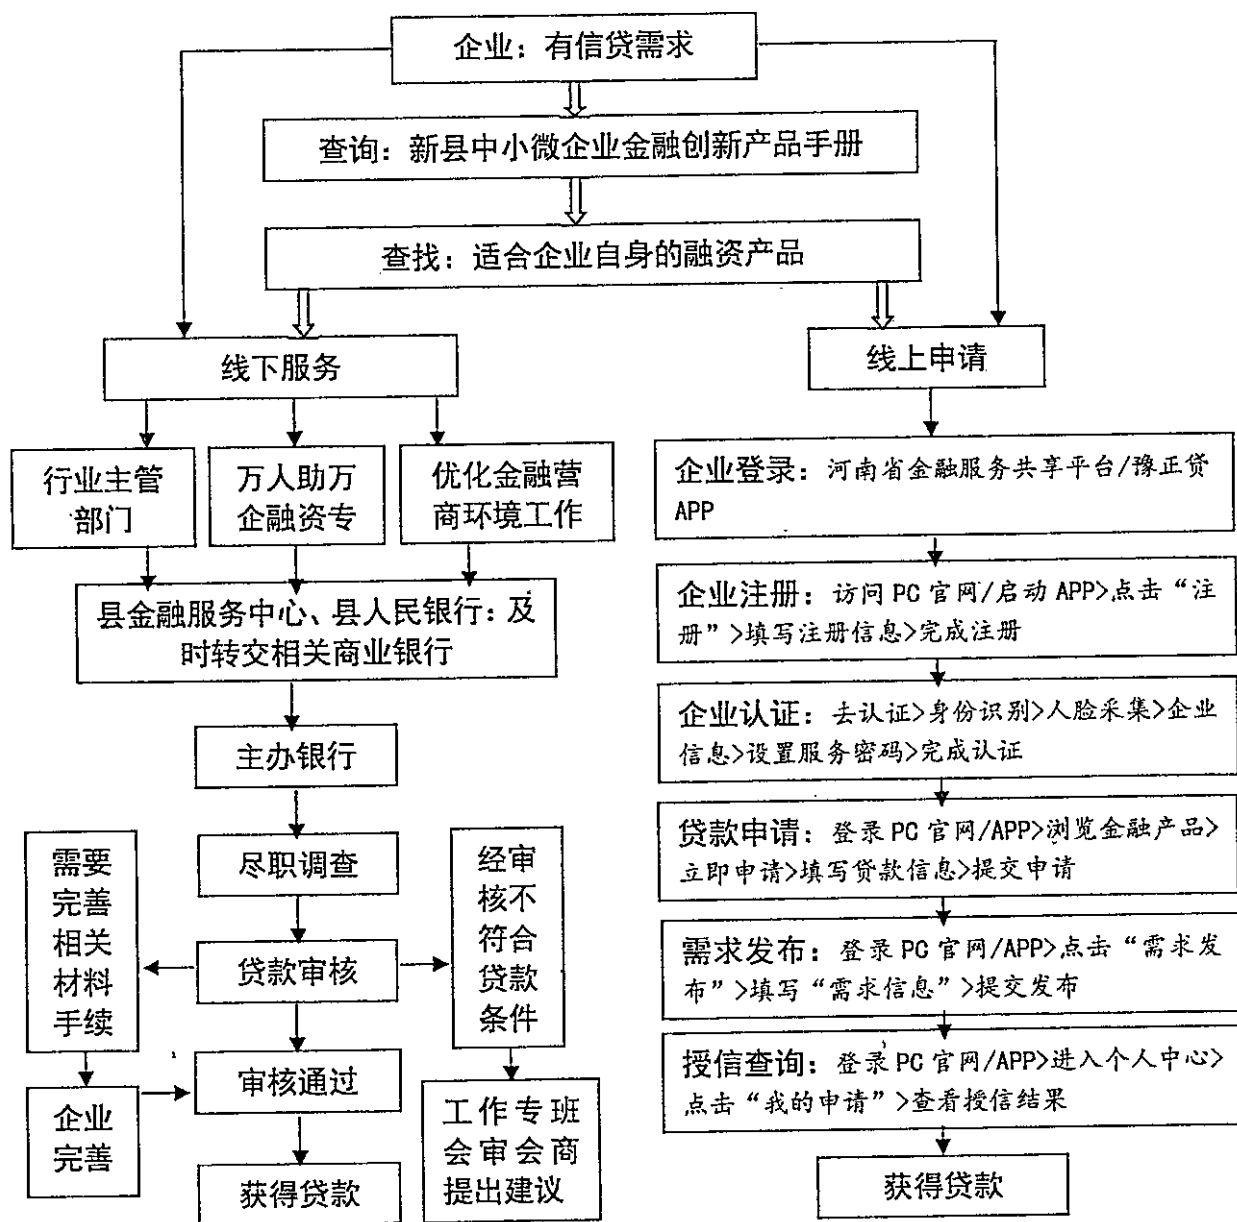 企业：有信贷需求
查询：新县中小微企业金融创新产品手册
查找：适合企业自身的融资产品
线下服务
行业主管
部门
万人助万
企融资专
优化金融营
商环境工作
县金融服务中心、县人民银行：及
时转交相关商业银行
主办银行
尽职调查
贷款审核
需要
完善
相关
材料
手续
企业
完善
经审
核不
符合
贷款
条件
工作专班
会审会商
提出建议
审核通过
获得贷款
线上申请
企业登录：河南省金融服务共享平台/豫正贷
APP
企业注册：访问 PC 官网/启动 APP>点击“注
册”>填写注册信息>完成注册
企业认证：去认证>身份识别>人脸采集>企业
信息>设置服务密码>完成认证
贷款申请：登录 PC 官网/APP>浏览金融产品>
立即申请>填写贷款信息>提交申请
需求发布：登录 PC 官网/APP>点击“需求发
布”>填写“需求信息”>提交发布
授信查询：登录 PC 官网/APP>进入个人中心>
点击“我的申请”>查看授信结果
获得贷款